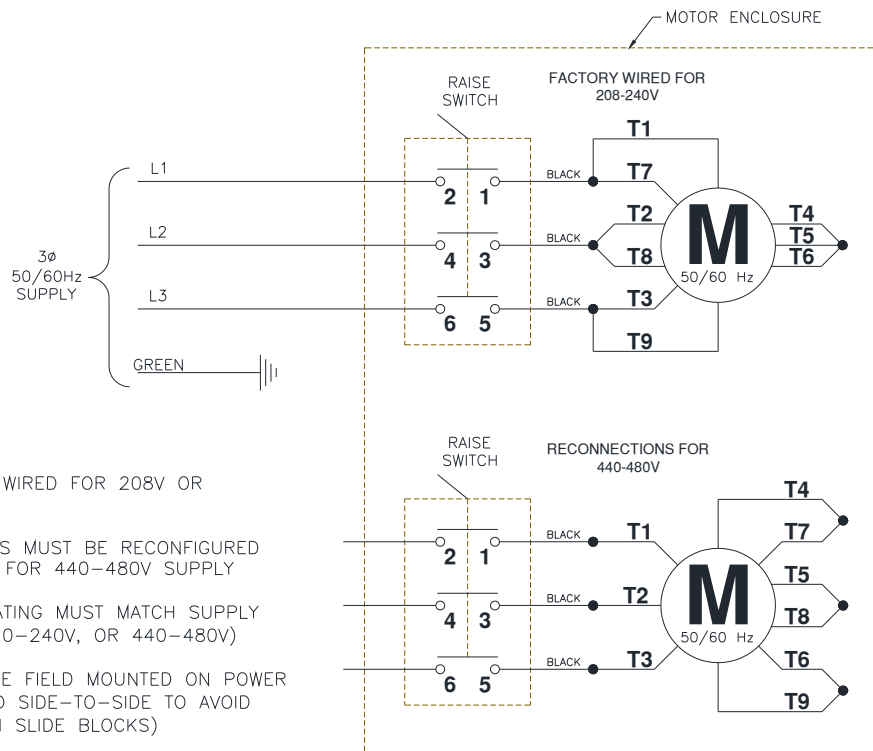 MOTOR ENCLOSURE
RAISE
SWITCH
FACTORY WIRED FOR
208-240V
T1
L1
BLACK
T7
2 1
L2
BLACK
T2
T4
T5
T6
4 3
T8
M
50/60 Hz
3ø
50/60Hz
SUPPLY
L3
BLACK
T3
6 5
T9
GREEN
RAISE
SWITCH
RECONNECTIONS FOR
440-480V
WIRED FOR 208V OR
S MUST BE RECONFIGURED
FOR 440-480V SUPPLY
ATING MUST MATCH SUPPLY
0-240V, OR 440-480V)
E FIELD MOUNTED ON POWER
D SIDE-TO-SIDE TO AVOID
SLIDE BLOCKS)
T4
BLACK
T1
T7
2 1
T5
BLACK
T2
M
4 3
T8
50/60 Hz
BLACK
T3
T6
6 5
T9